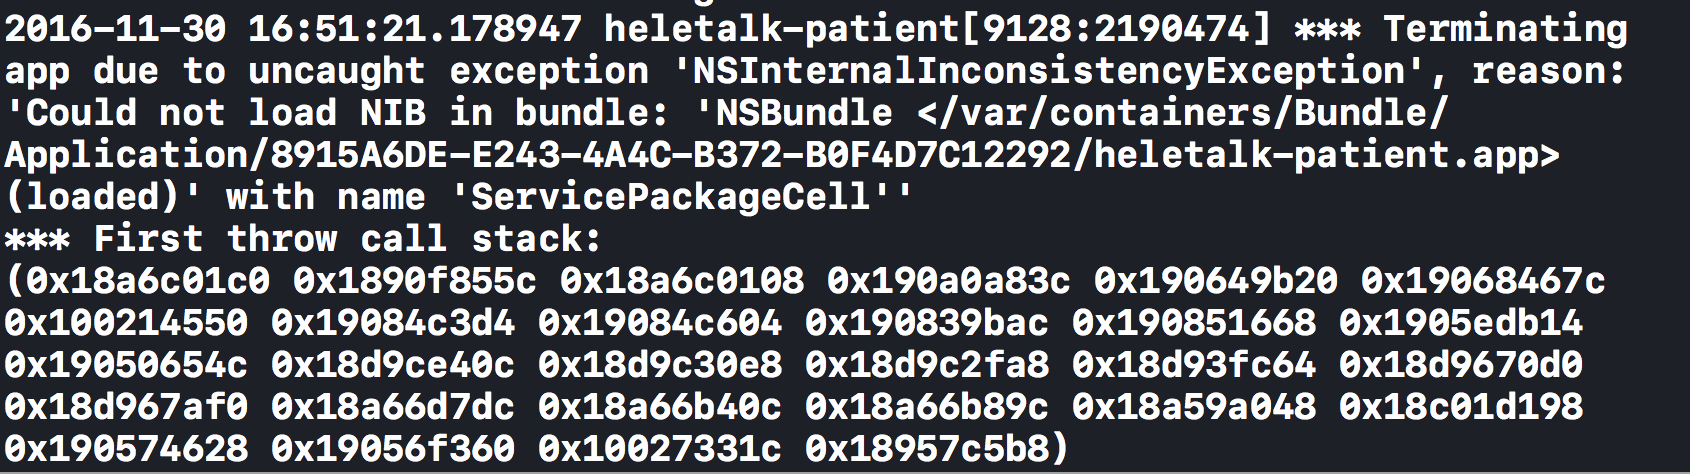 2016-11-30 16:51:21.178947 heletalk-patient[9128:2190474] *** Terminating
app due to uncaught exception 'NSInternalInconsistencyException', reason:
'Could not load NIB in bundle: 'NSBundle </var/containers/Bundle/
Application/8915A6DE-E243-4A4C-B372-B0F4D7C12292/heletalk-patient.app>
(loaded)' with name 'ServicePackageCell''
*** First throw call stack:
(0x18a6c01c0 0x1890f855c 0x18a6c0108 0x190a0a83c 0x190649b20 0x19068467c
0x100214550 0x19084c3d4 0x19084c604 0x190839bac 0x190851668 0x1905edb14
0x19050654c 0x18d9ce40c 0x18d9c30e8 0x18d9c2fa8 0x18d93fc64 0x18d9670d0
0x18d967af0 0x18a66d7dc 0x18a66b40c 0x18a66b89c 0x18a59a048 0x18c01d198
0x190574628 0x19056f360 0x10027331c 0x18957c5b8)